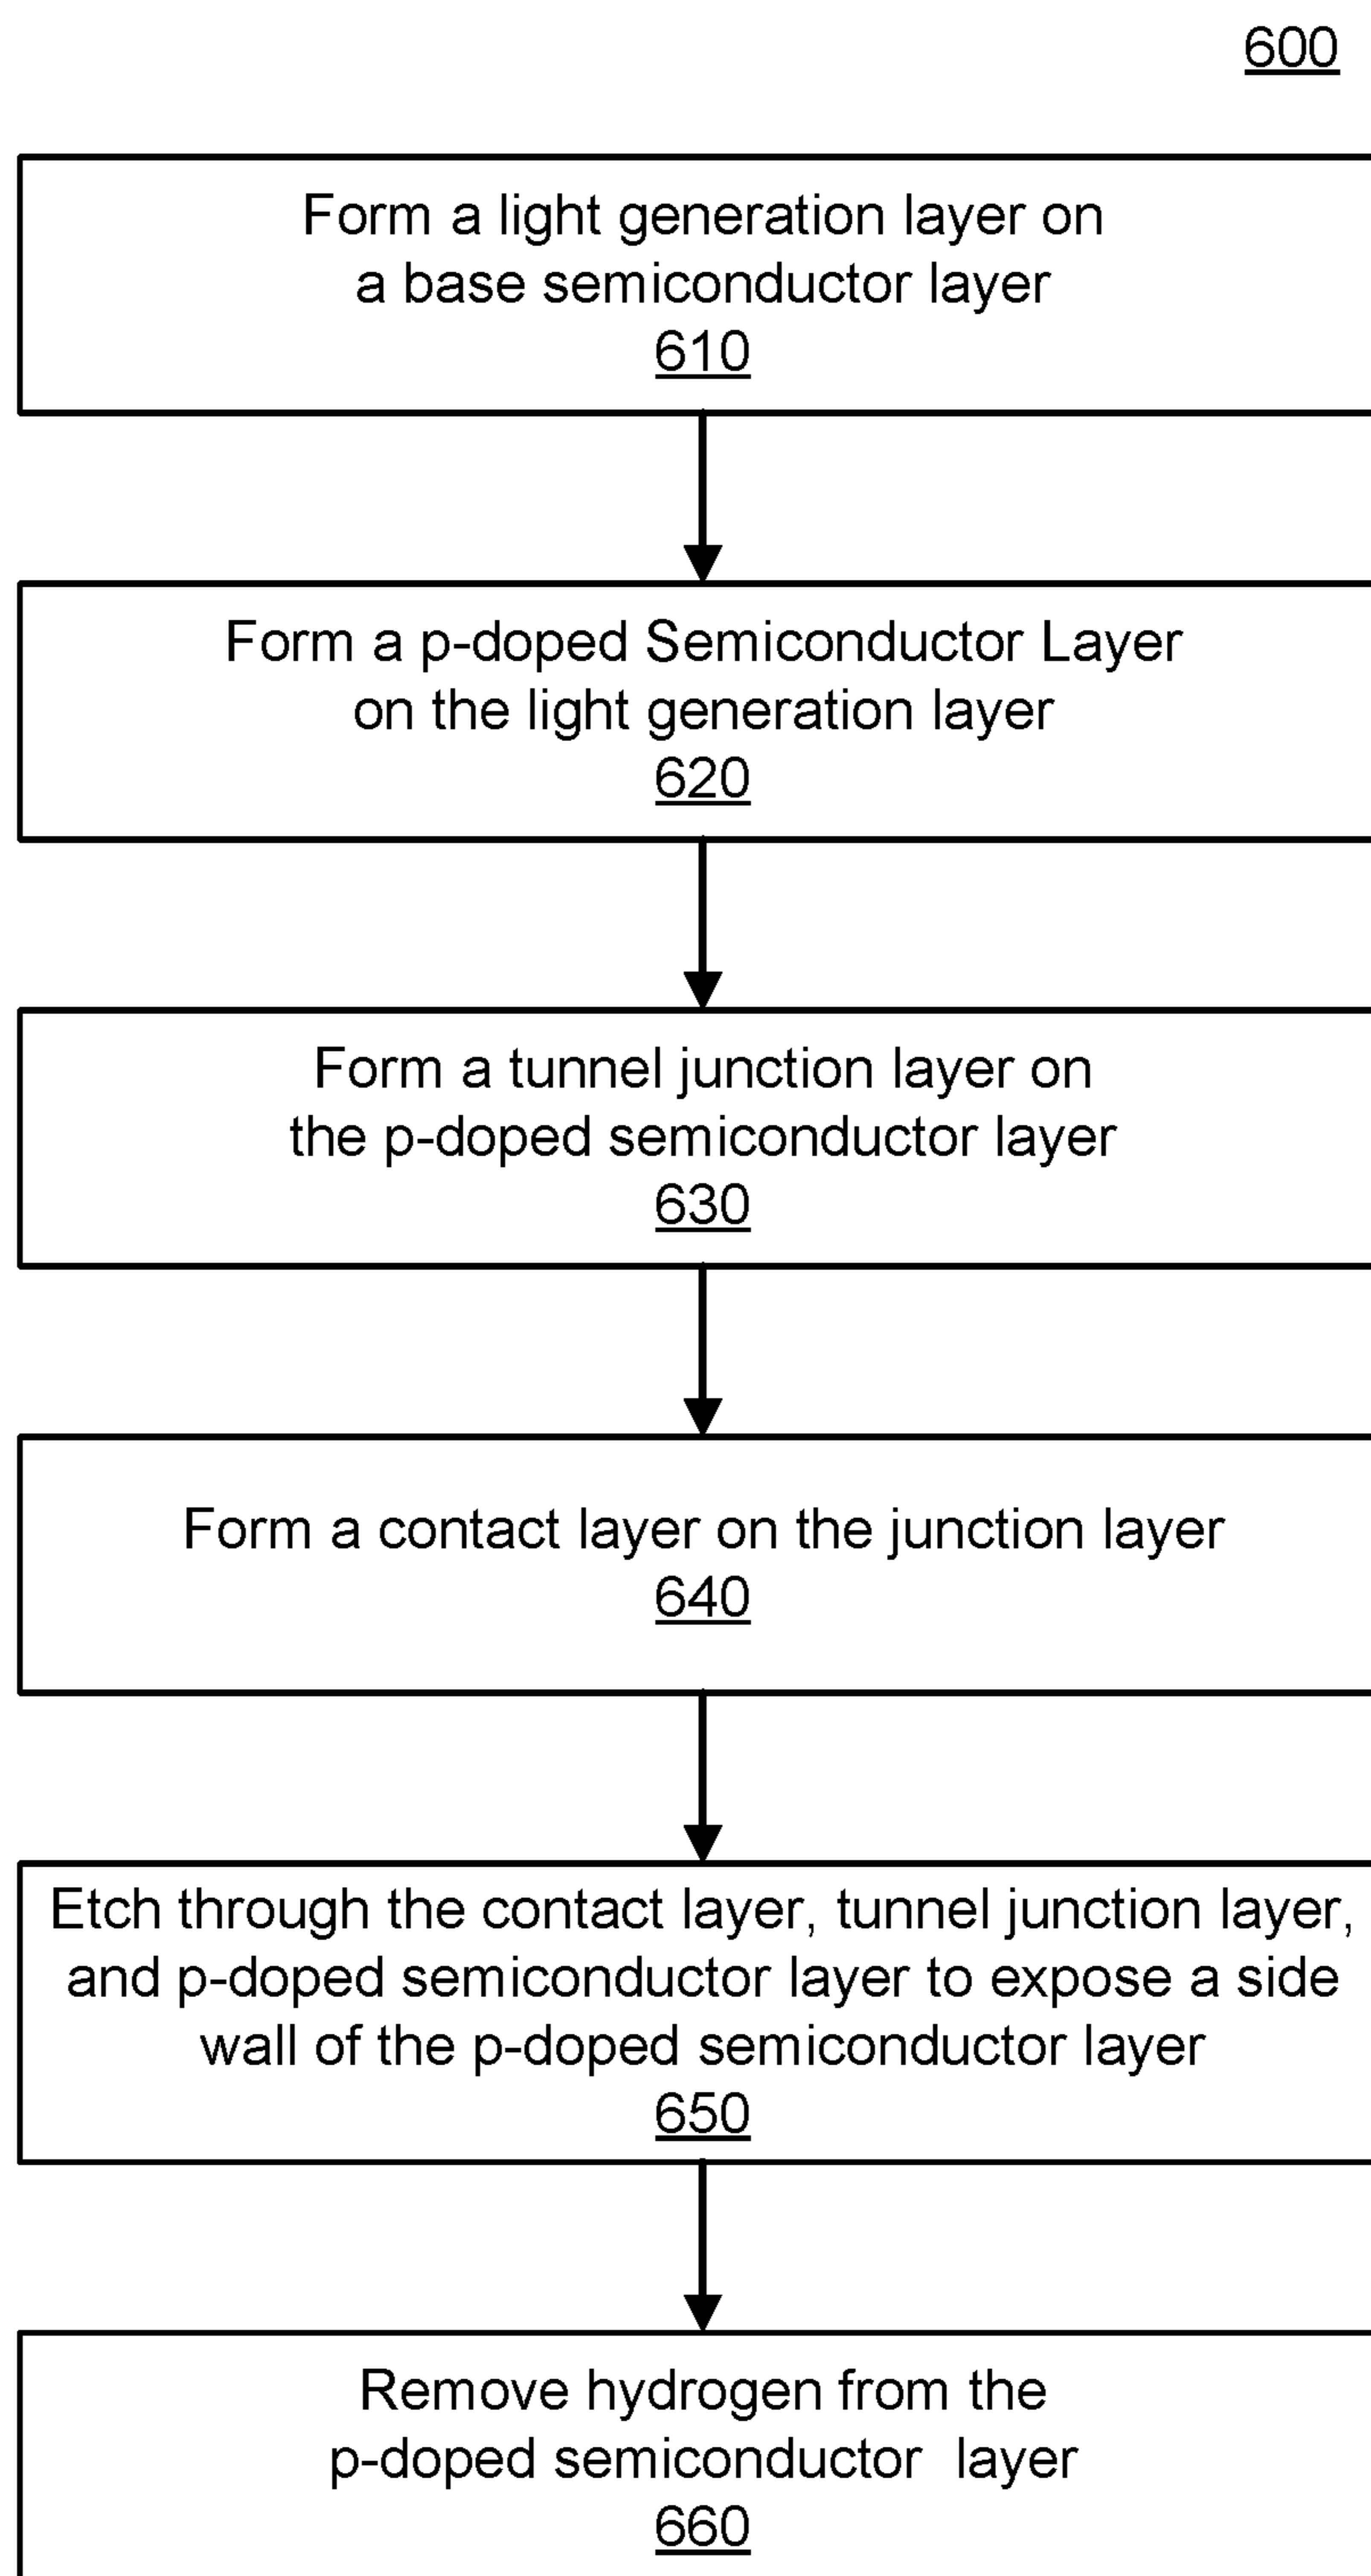 600
Form a light generation layer on
a base semiconductor layer
610
Form a p-doped Semiconductor Layer
on the light generation layer
620
Form a tunnel junction layer on
the p-doped semiconductor layer
630
Form a contact layer on the junction layer
640
Etch through the contact layer, tunnel junction layer,
and p-doped semiconductor layer to expose a side
wall of the p-doped semiconductor layer
650
Remove hydrogen from the
p-doped semiconductor  layer
660